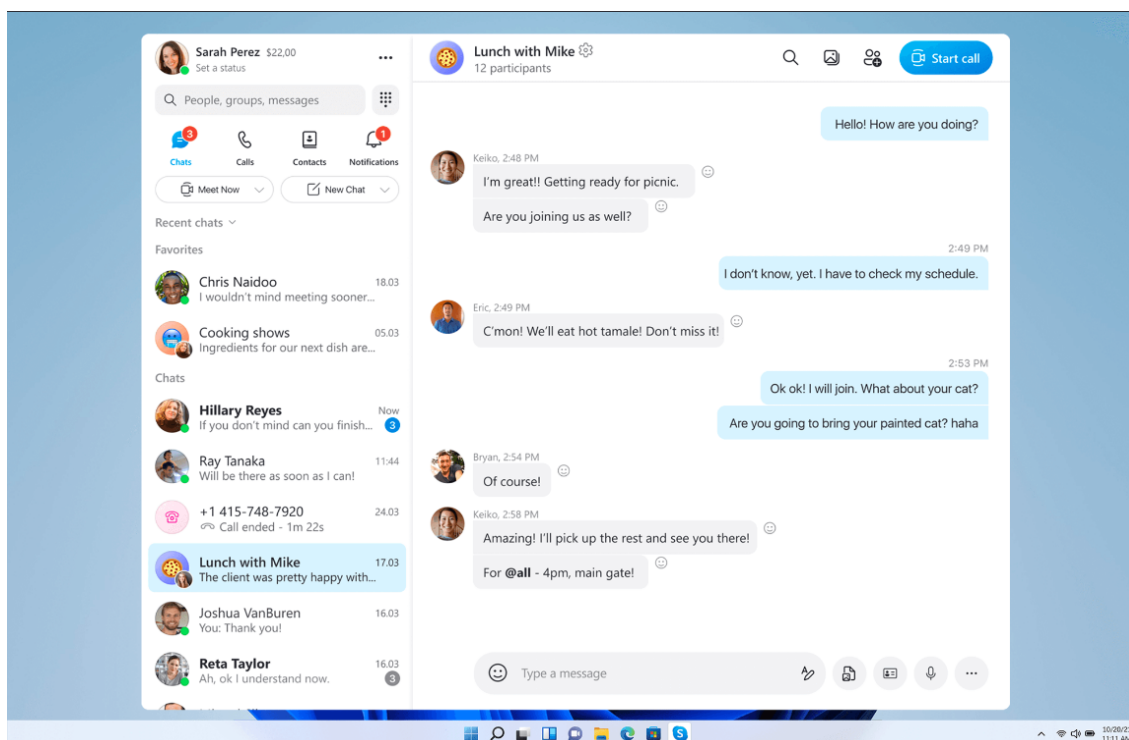 Sarah Perez $22,00
Set a status
People, groups, messages
3
1
Chats
Calls
Contacts
Notifications
Meet Now
New Chat
Recent chats
Favorites
Chris Naidoo
18.03
I wouldn't mind meeting sooner...
Cooking shows
05.03
Ingredients for our next dish are...
Chats
Hillary Reyes
Now
If you don't mind can you finish...
3
Ray Tanaka
11:44
Will be there as soon as I can!
+1 415-748-7920
24.03
Call ended - 1m 22s
Lunch with Mike
17.03
The client was pretty happy with...
Joshua VanBuren
16.03
You: Thank you!
Reta Taylor
16.03
Ah, ok I understand now.
3
Lunch with Mike
12 participants
Start call
Hello! How are you doing?
Keiko, 2:48 PM
I'm great!! Getting ready for picnic.
Are you joining us as well?
2:49 PM
I don't know, yet. I have to check my schedule.
Eric, 2:49 PM
C'mon! We'll eat hot tamale! Don't miss it!
2:53 PM
Ok ok! I will join. What about your cat?
Are you going to bring your painted cat? haha
Bryan, 2:54 PM
Of course!
Keiko, 2:58 PM
Amazing! I'll pick up the rest and see you there!
For @all - 4pm, main gate!
Type a message
S
11:11 AM